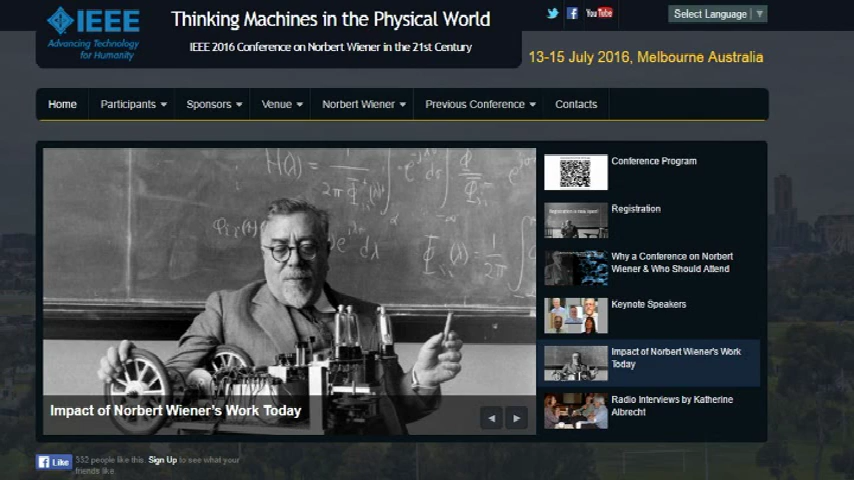 IEEE
Advancing Technology
for Humanity
Thinking Machines in the Physical World
IEEE 2016 Conference on Norbert Wiener in the 21st Century
You Tube
Select Language
13-15 July 2016, Melbourne Australia
Home Participants Sponsors Venue Norbert Wiener Previous Conference Contacts
Conference Program
Registration
Why a Conference on Norbert
Wiener & Who Should Attend
Keynote Speakers
Impact of Norbert Wiener's Work
Today
Radio Interviews by Katherine
Albrecht
Impact of Norbert Wiener's Work Today
Like 332 people like this. Sign Up to see what your
friends like.